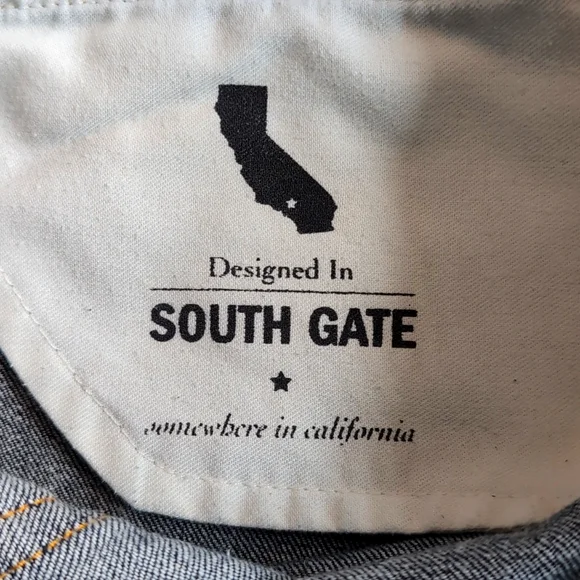 Designed In
SOUTH GATE
somewhere in california